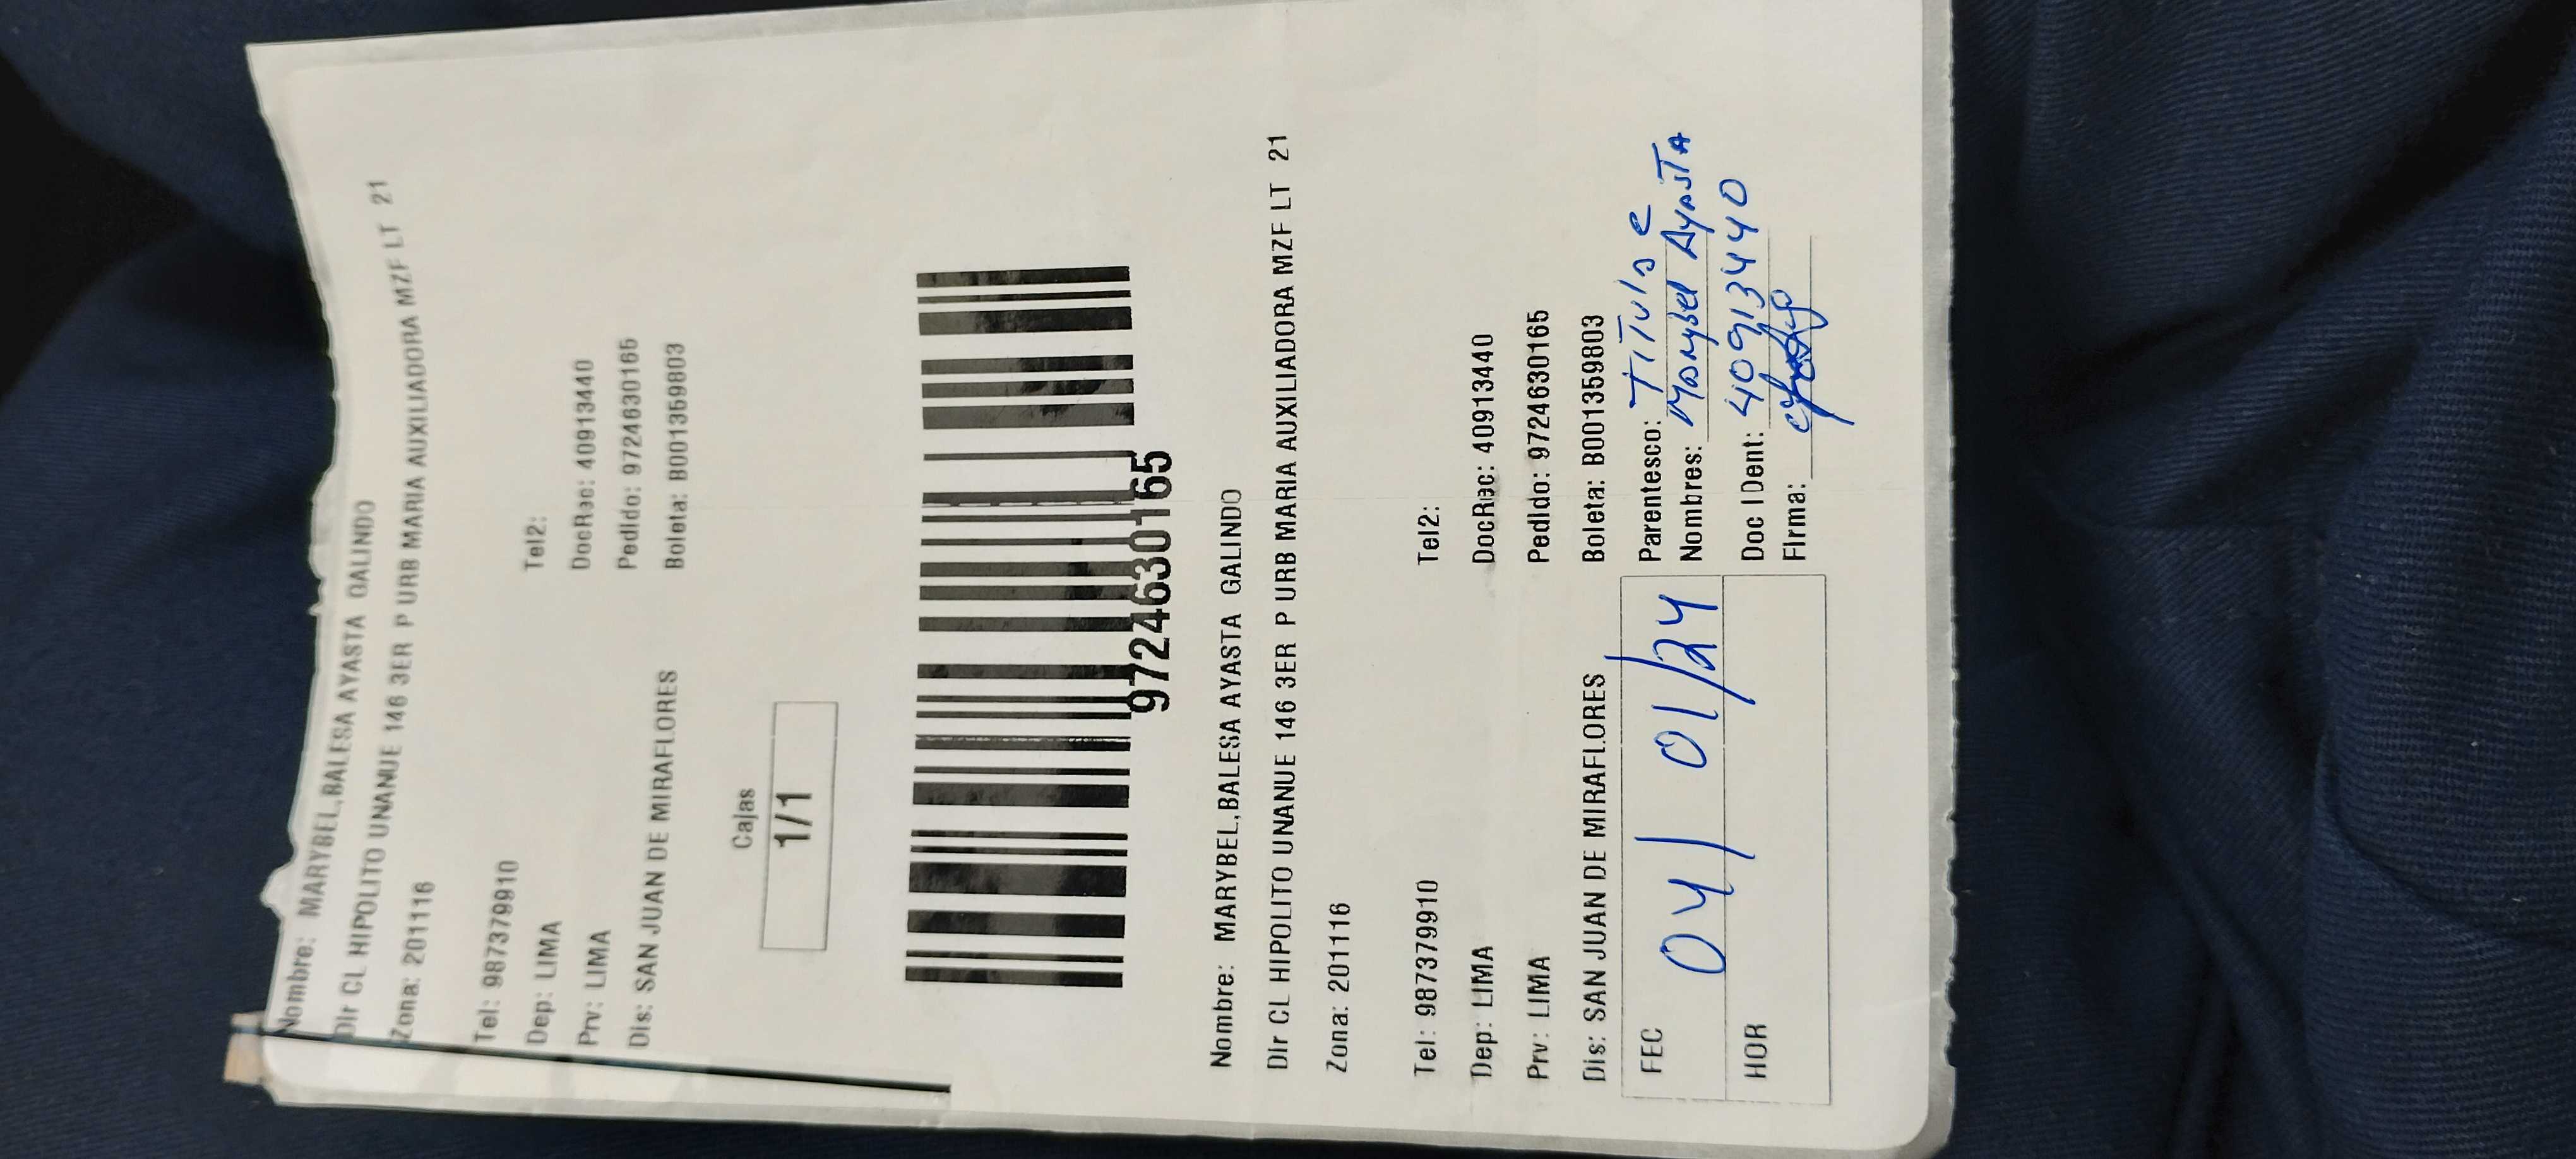 Nombre: MARYBEL,BALESA AYASTA GALINDO
Dir CL HIPOLITO UNANUE 146 3ER P URB MARIA AUXILIADORA MZF LT 21
Zona: 201116
Tel: 987379910 Tel2:
Dep: LIMA DocRec: 40913440
Prv: LIMA Pedido: 9724630165
Dis: SAN JUAN DE MIRAFLORES Boleta: B001359803
Cajas
1/1
9724630165
Nombre: MARYBEL,BALESA AYASTA GALINDO
Dir CL HIPOLITO UNANUE 146 3ER P URB MARIA AUXILIADORA MZF LT 21
Zona: 201116
Tel: 987379910 Tel2:
Dep: LIMA DocRec: 40913440
Prv: LIMA Pedido: 9724630165
Dis: SAN JUAN DE MIRAFLORES Boleta: B001359803
FEC 04/01/24 Parentesco:
Nombres: Marybel Ayasta
HOR Doc IDent: 40913440
Firma: